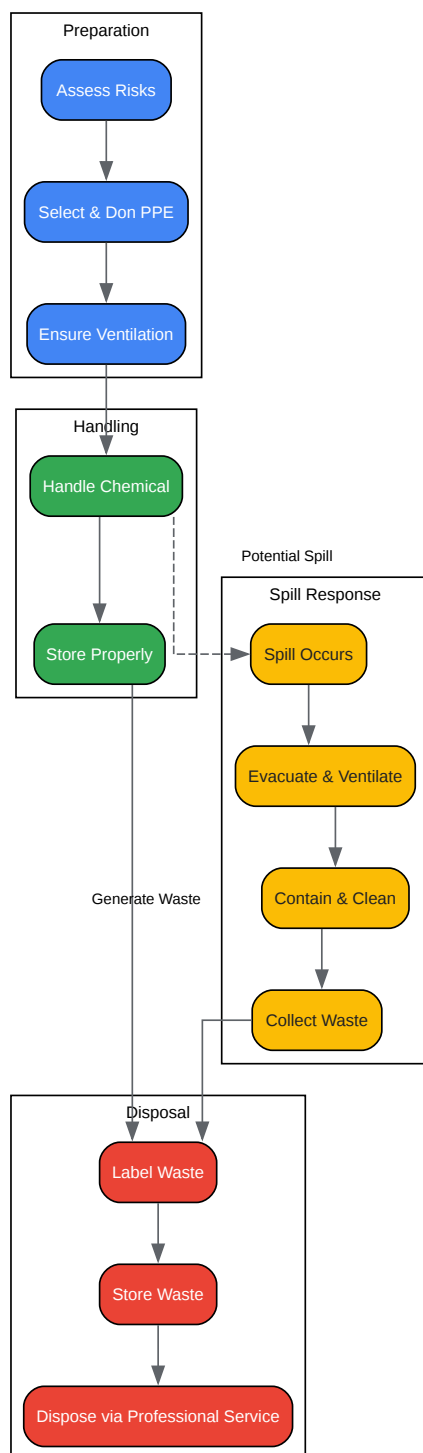 Preparation
Assess Risks
Select & Don PPE
Ensure Ventilation
Handling
Handle Chemical
Store Properly
Potential Spill
Spill Response
Spill Occurs
Evacuate & Ventilate
Contain & Clean
Collect Waste
Generate Waste
Disposal
Label Waste
Store Waste
Dispose via Professional Service